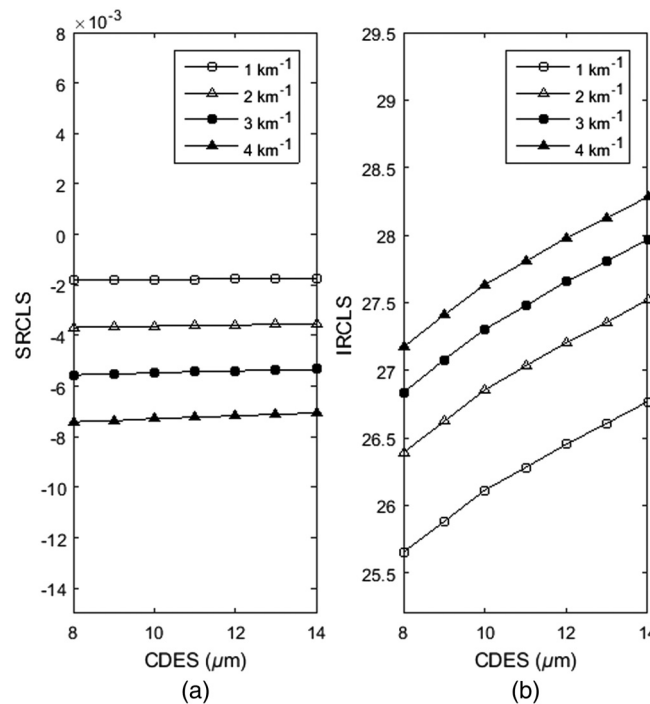 × 10⁻³
8
6
4
2
0
-2
-4
-6
-8
-10
-12
-14
SRCLS
1 km⁻¹
2 km⁻¹
3 km⁻¹
4 km⁻¹
8 10 12 14
CDES (μm)
(a)
29.5
29
28.5
28
27.5
27
26.5
26
25.5
IRCLS
1 km⁻¹
2 km⁻¹
3 km⁻¹
4 km⁻¹
8 10 12 14
CDES (μm)
(b)